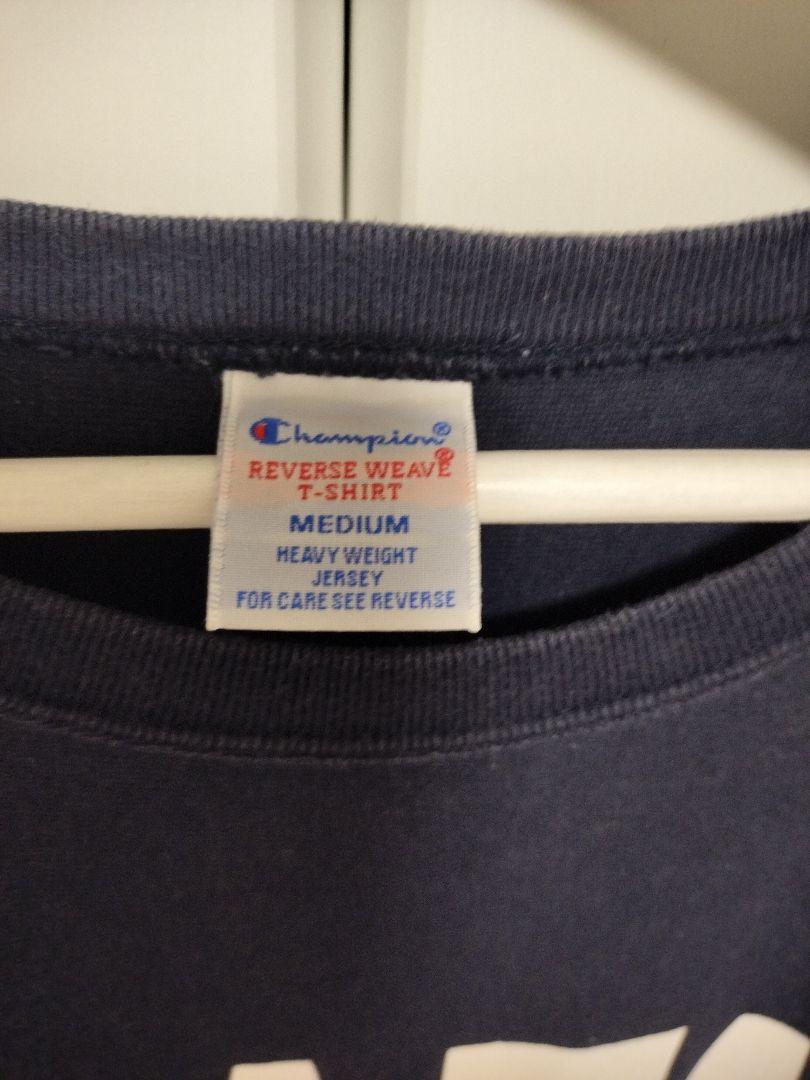 Champion®
REVERSE WEAVE®
T-SHIRT
MEDIUM
HEAVY WEIGHT
JERSEY
FOR CARE SEE REVERSE